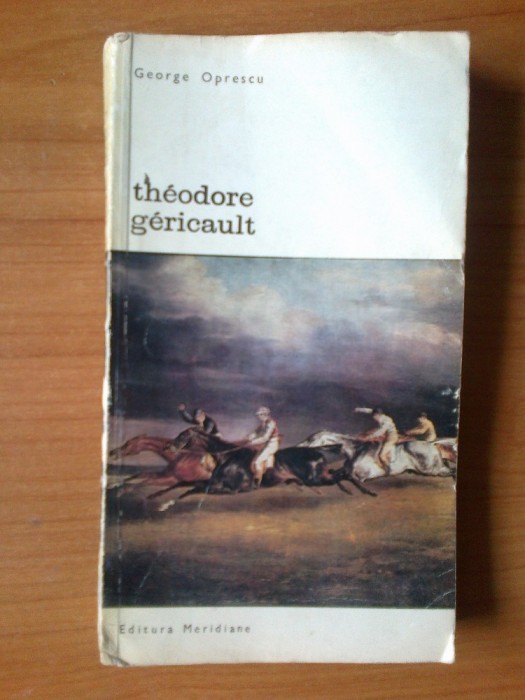 George Oprescu
théodore
géricault
Editura Meridiane